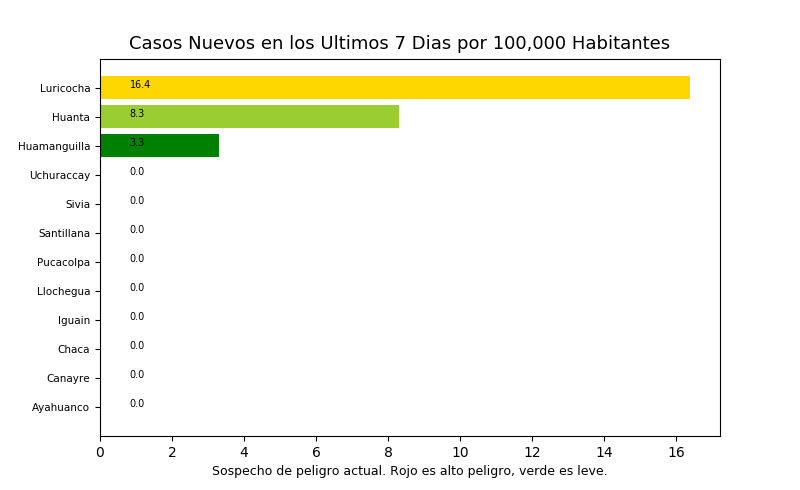 Casos Nuevos en los Ultimos 7 Dias por 100,000 Habitantes
Luricocha 16.4
Huanta 8.3
Huamanguilla 3.3
Uchuraccay 0.0
Sivia 0.0
Santillana 0.0
Pucacolpa 0.0
Llochegua 0.0
Iguain 0.0
Chaca 0.0
Canayre 0.0
Ayahuanco 0.0
0 2 4 6 8 10 12 14 16
Sospecho de peligro actual. Rojo es alto peligro, verde es leve.